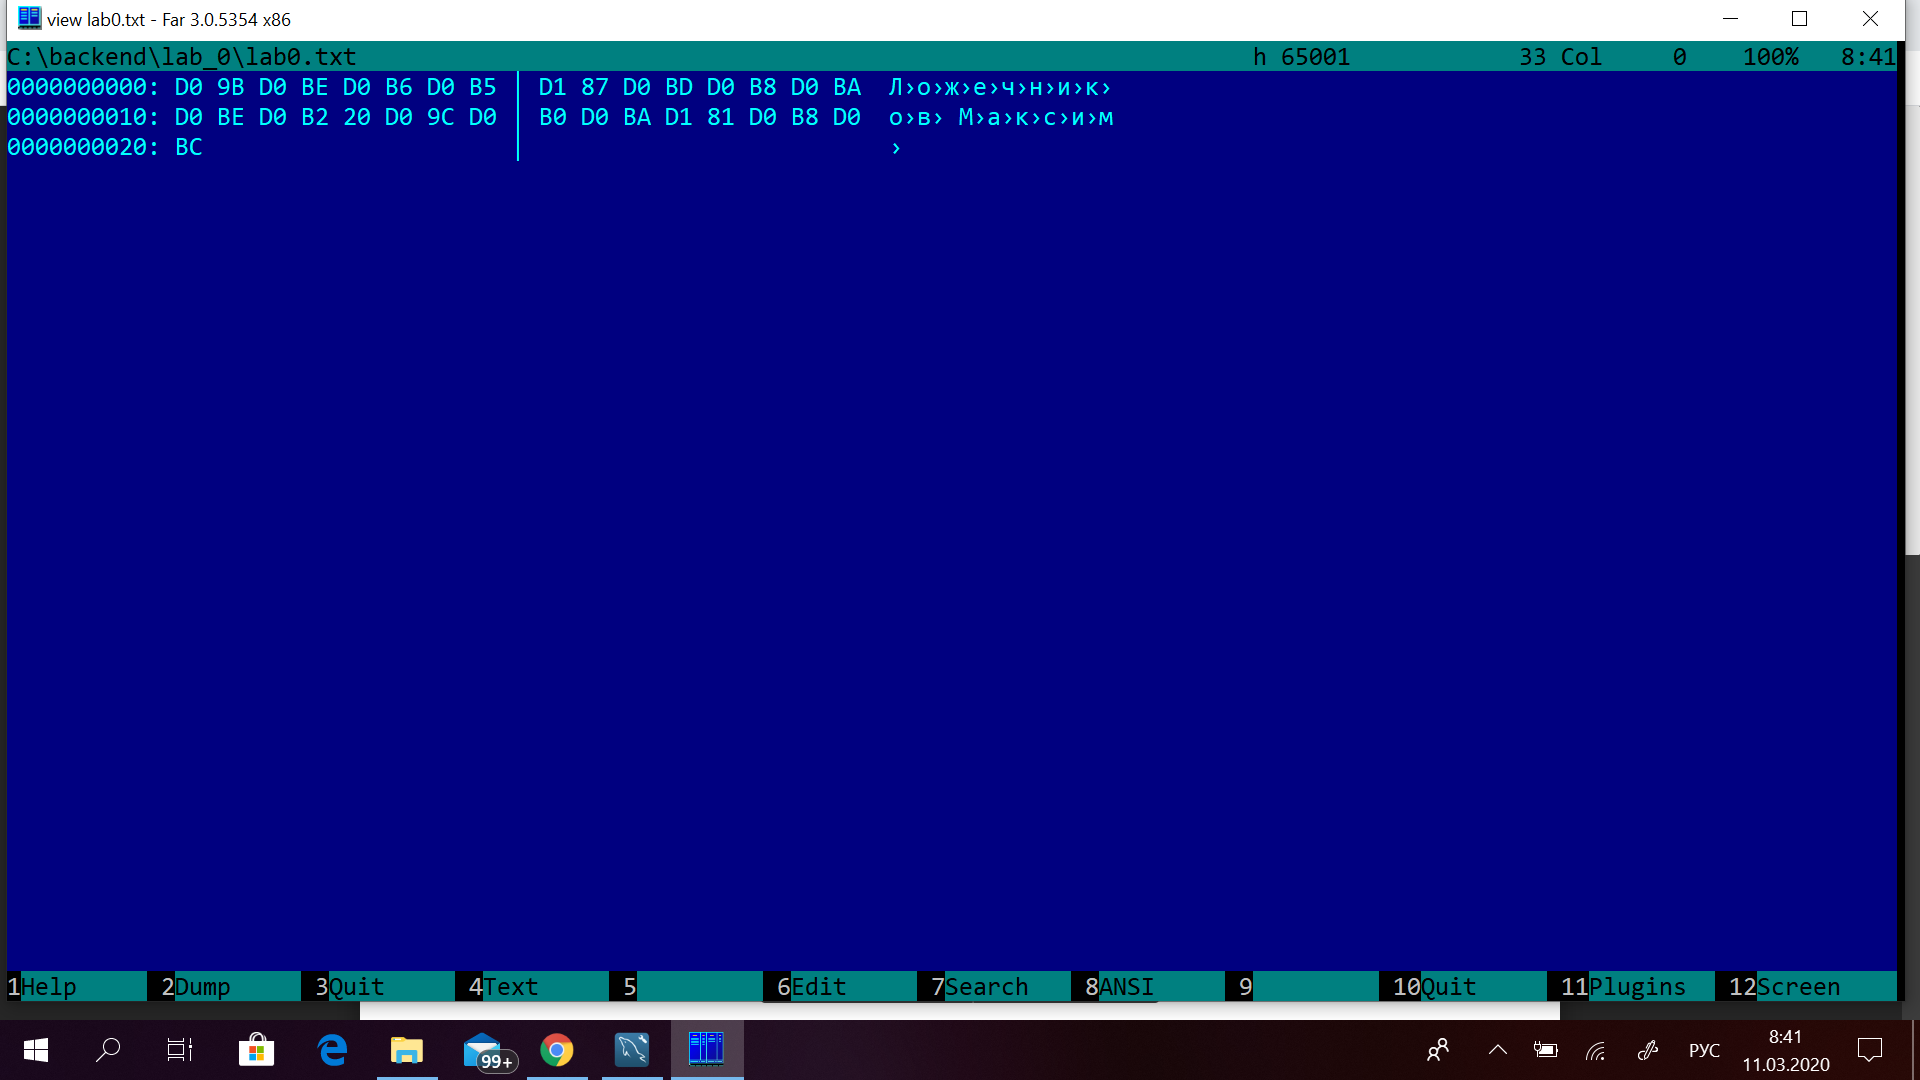 view lab0.txt - Far 3.0.5354 x86
C:\backend\lab_0\lab0.txt h 65001 33 Col 0 100% 8:41
0000000000: D0 9B D0 BE D0 B6 D0 B5 │ D1 87 D0 BD D0 B8 D0 BA Л›о›ж›е›ч›н›и›к›
0000000010: D0 BE D0 B2 20 D0 9C D0 │ B0 D0 BA D1 81 D0 B8 D0 о›в› М›а›к›с›и›м
0000000020: BC │ ›
1Help 2Dump 3Quit 4Text 5 6Edit 7Search 8ANSI 9 10Quit 11Plugins 12Screen
99+
РУС
8:41
11.03.2020